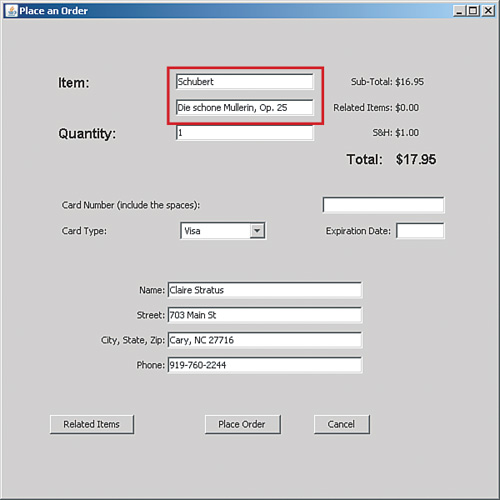 Place an Order
Item: Schubert Sub-Total: $16.95
Die schone Mullerin, Op. 25 Related Items: $0.00
Quantity: 1 S&H: $1.00
Total: $17.95
Card Number (include the spaces):
Card Type: Visa Expiration Date:
Name: Claire Stratus
Street: 703 Main St
City, State, Zip: Cary, NC 27716
Phone: 919-760-2244
Related Items Place Order Cancel